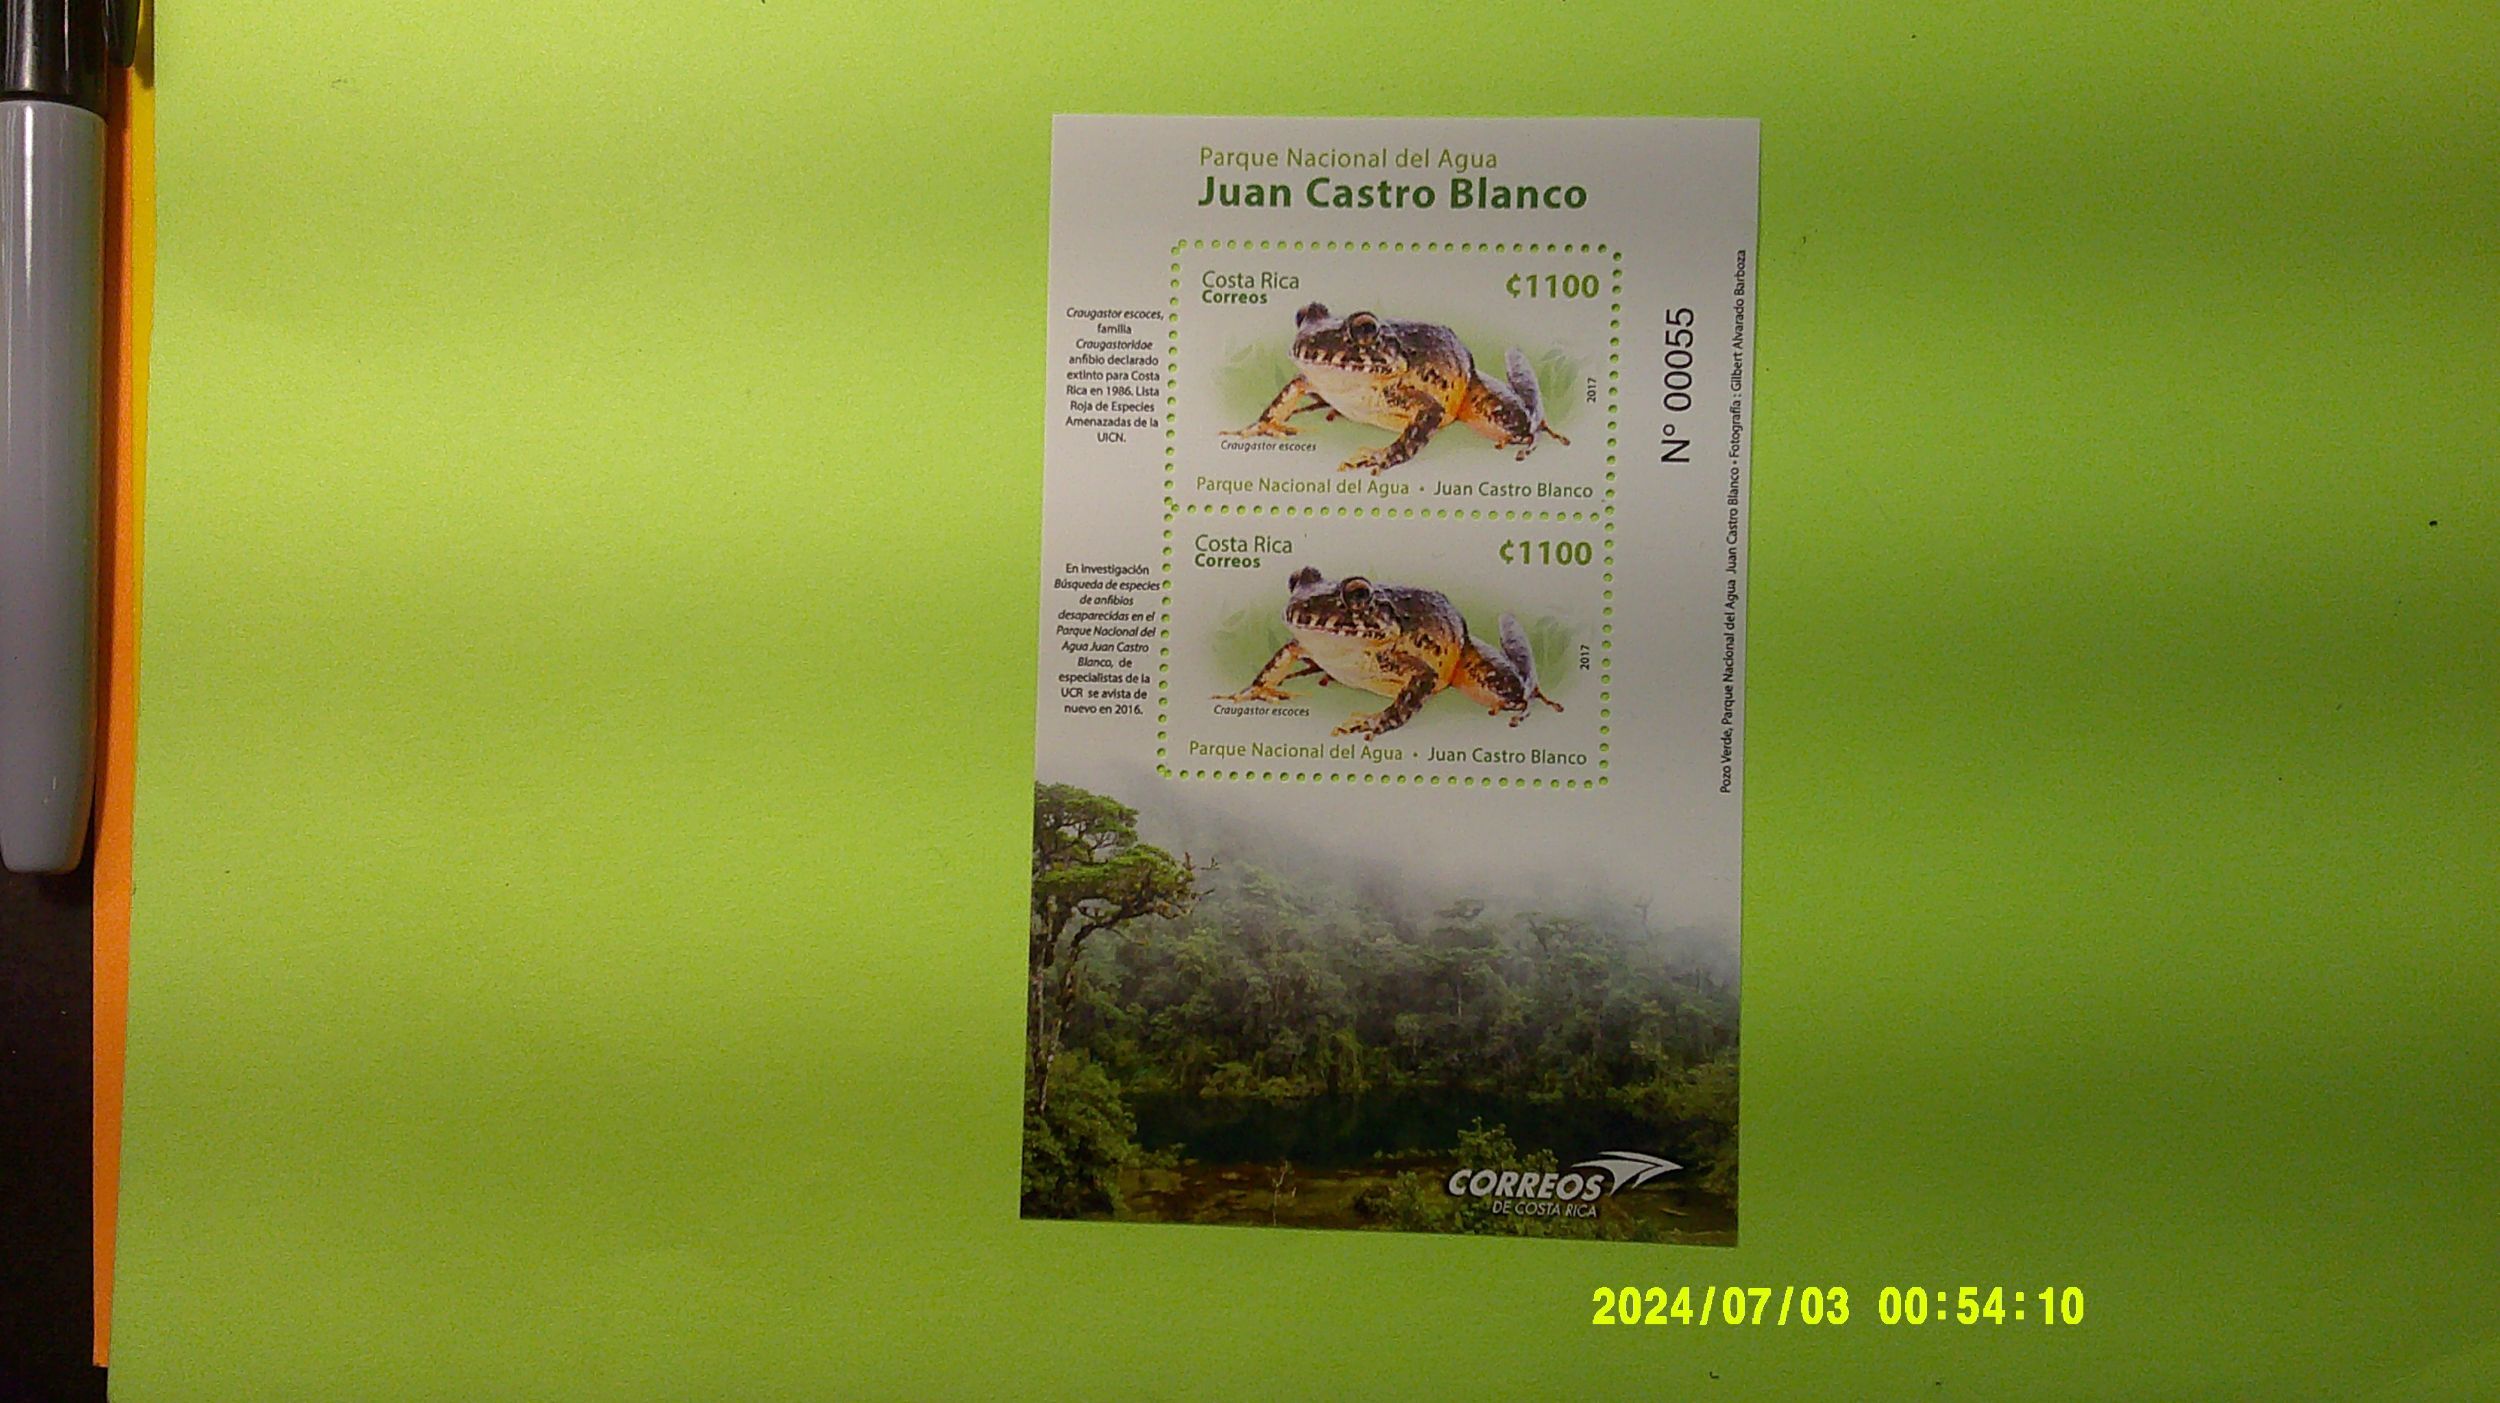 Parque Nacional del Agua
Juan Castro Blanco
Costa Rica
Correos
¢1100
Craugastor escoces,
familia
Craugastoridae
anfibio declarado
extinto para Costa
Rica en 1986. Lista
Roja de Especies
Amenazadas de la
UICN.
2017
Craugastor escoces
Parque Nacional del Agua • Juan Castro Blanco
N° 00055
Costa Rica
Correos
¢1100
En investigación
Búsqueda de especies
de anfibios
desaparecidas en el
Parque Nacional del
Agua Juan Castro
Blanco, de
especialistas de la
UCR se avista de
nuevo en 2016.
2017
Craugastor escoces
Parque Nacional del Agua • Juan Castro Blanco
Pozo Verde, Parque Nacional del Agua Juan Castro Blanco • Fotografía : Gilbert Alvarado Barboza
CORREOS
DE COSTA RICA
2024/07/03 00:54:10